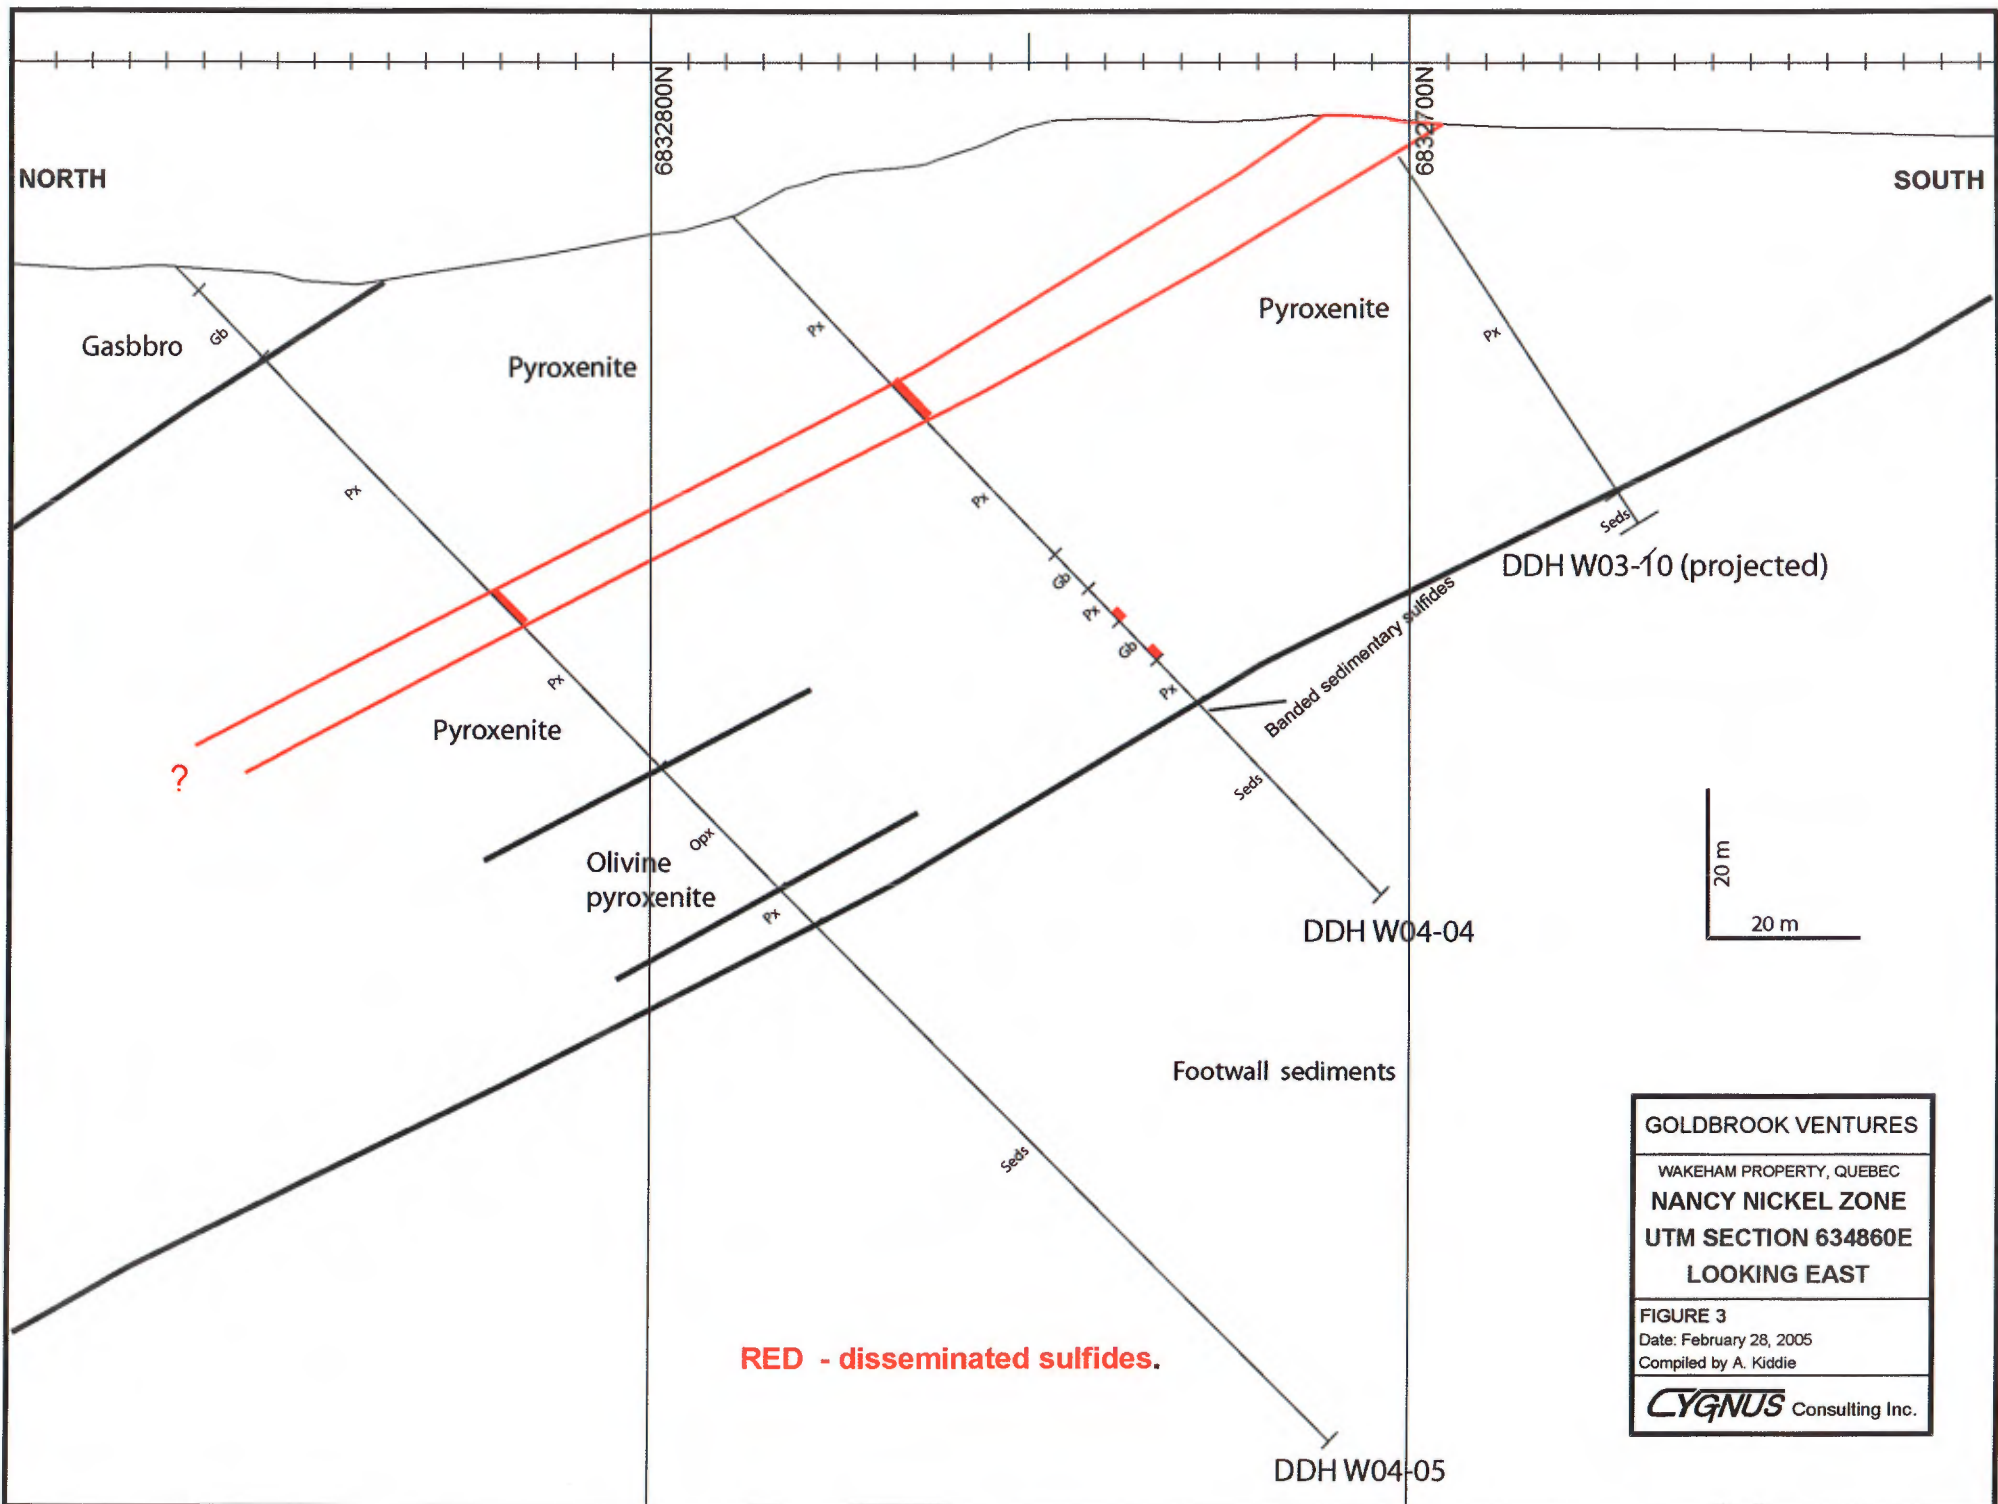 6832800N
6832700N
NORTH
SOUTH
Gasbbro
Gb
Pyroxenite
Px
Pyroxenite
Px
Px
Px
Gb
Px
Gb
Px
Seds
DDH W03-10 (projected)
Banded sedimentary sulfides
Px
Pyroxenite
?
Opx
Olivine
pyroxenite
Px
Seds
DDH W04-04
20 m
20 m
Footwall sediments
Seds
RED - disseminated sulfides.
DDH W04-05
GOLDBROOK VENTURES
WAKEHAM PROPERTY, QUEBEC
NANCY NICKEL ZONE
UTM SECTION 634860E
LOOKING EAST
FIGURE 3
Date: February 28, 2005
Compiled by A. Kiddie
CYGNUS Consulting Inc.